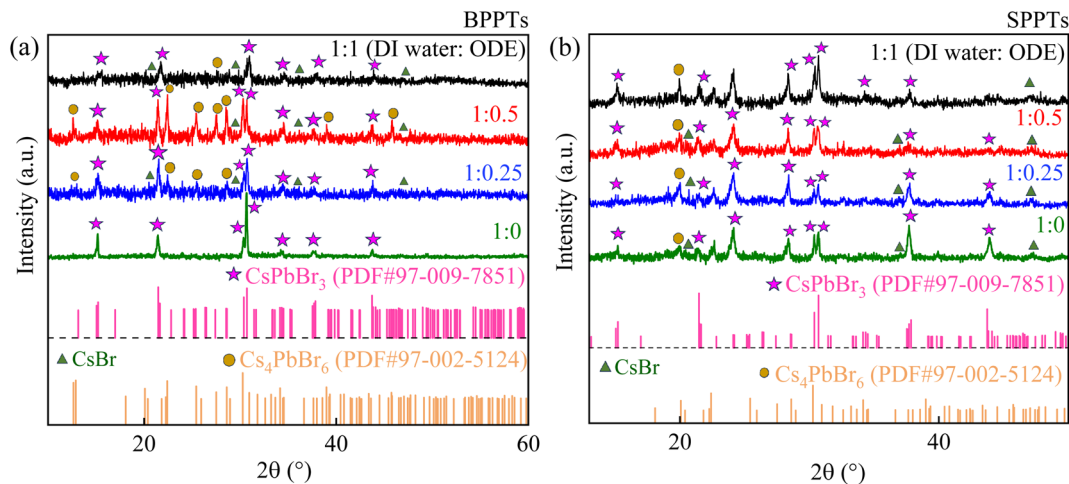 BPPTs
(a)
1:1 (DI water: ODE)
1:0.5
1:0.25
1:0
CsPbBr₃ (PDF#97-009-7851)
CsBr
Cs₄PbBr₆ (PDF#97-002-5124)
Intensity (a.u.)
20
40
60
2θ (°)
SPPTs
(b)
1:1 (DI water: ODE)
1:0.5
1:0.25
1:0
CsPbBr₃ (PDF#97-009-7851)
CsBr
Cs₄PbBr₆ (PDF#97-002-5124)
Intensity (a.u.)
20
40
2θ (°)